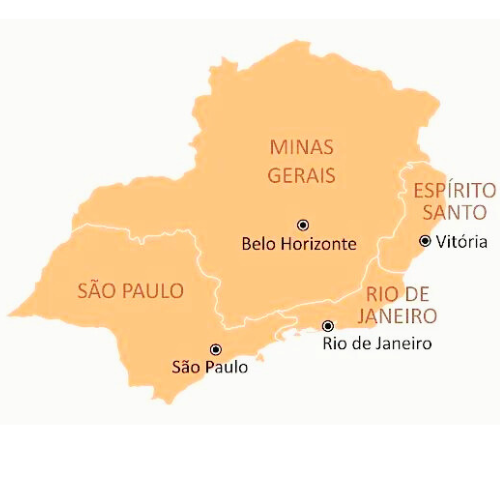 MINAS
GERAIS
ESPÍRITO
SANTO
Belo Horizonte
Vitória
SÃO PAULO
RIO DE
JANEIRO
Rio de Janeiro
São Paulo